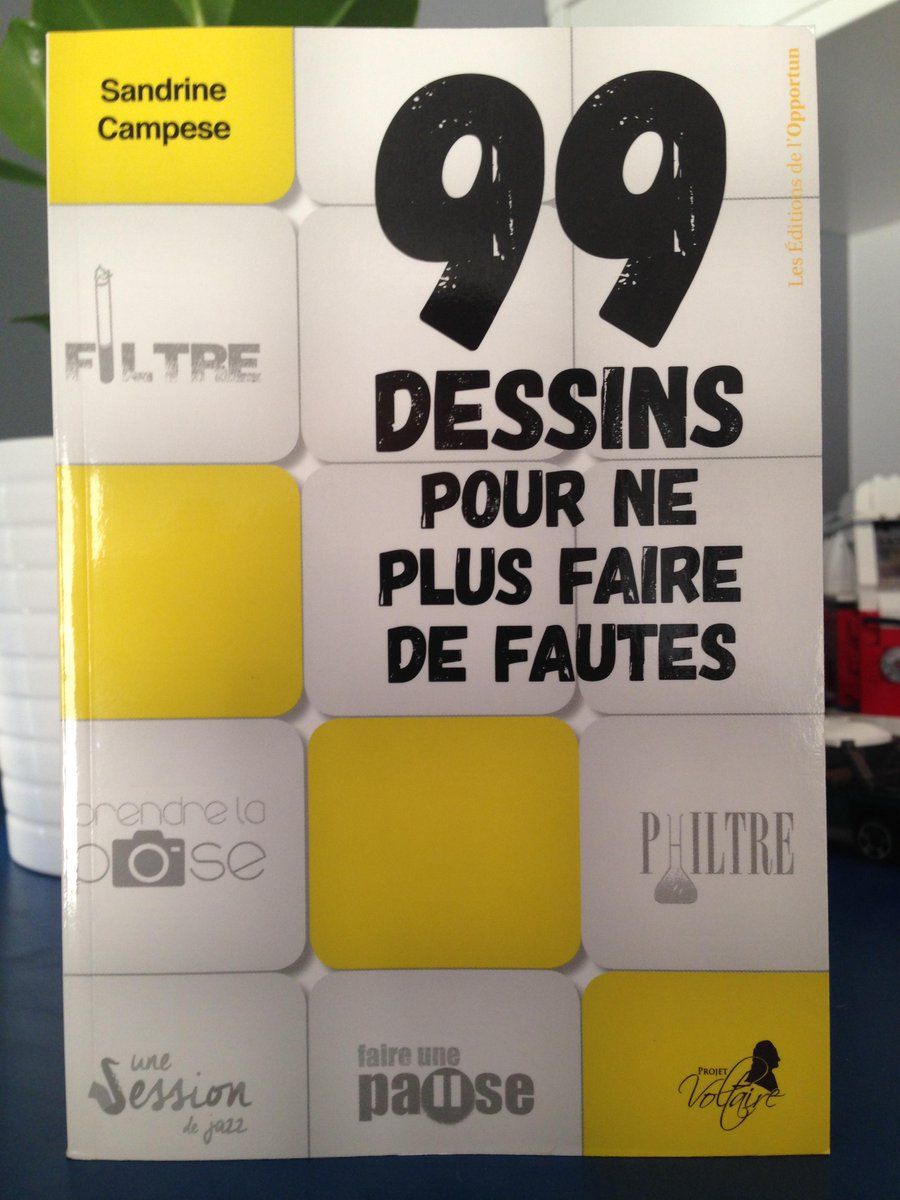 Sandrine
Campese
Les Éditions de l'Opportun
99
DESSINS
POUR NE
PLUS FAIRE
DE FAUTES
FILTRE
prendre la
pose
PHILTRE
une
Session
de jazz
faire une
pause
PROJET
Voltaire